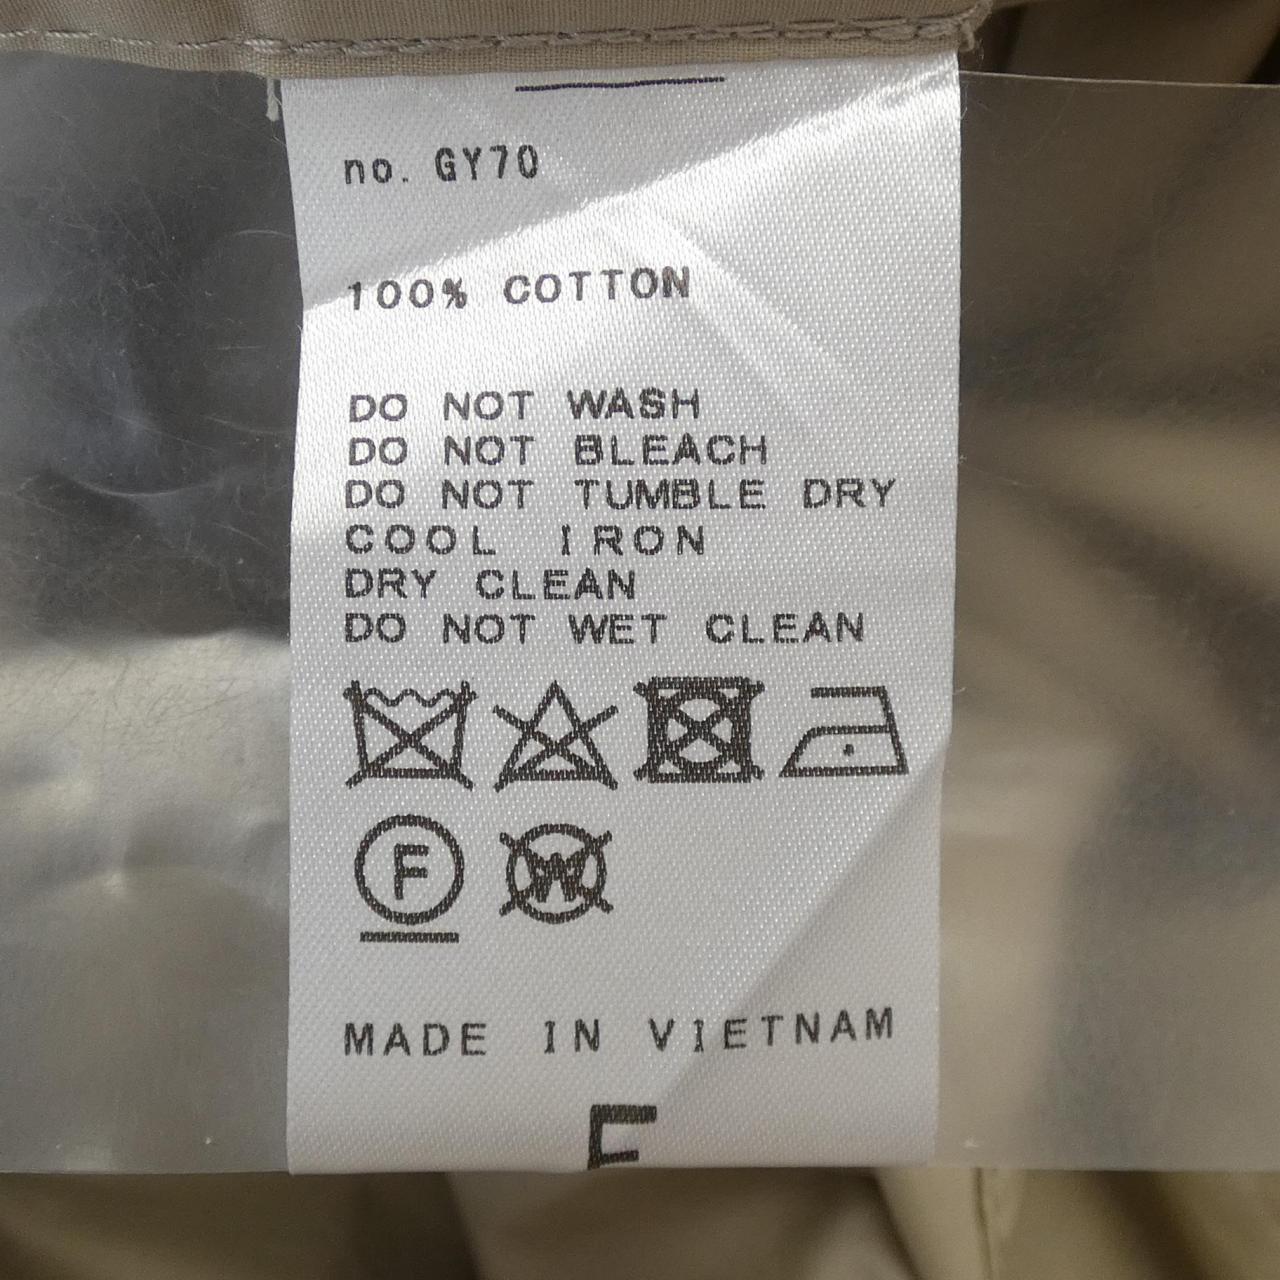 no. GY70
100% COTTON
DO NOT WASH
DO NOT BLEACH
DO NOT TUMBLE DRY
COOL IRON
DRY CLEAN
DO NOT WET CLEAN
F W
MADE IN VIETNAM